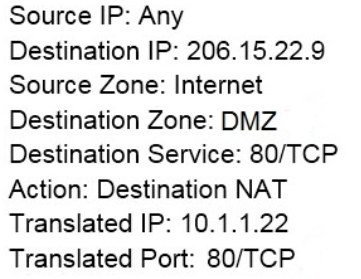 Source IP: Any
Destination IP: 206.15.22.9
Source Zone: Internet
Destination Zone: DMZ
Destination Service: 80/TCP
Action: Destination NAT
Translated IP: 10.1.1.22
Translated Port: 80/TCP